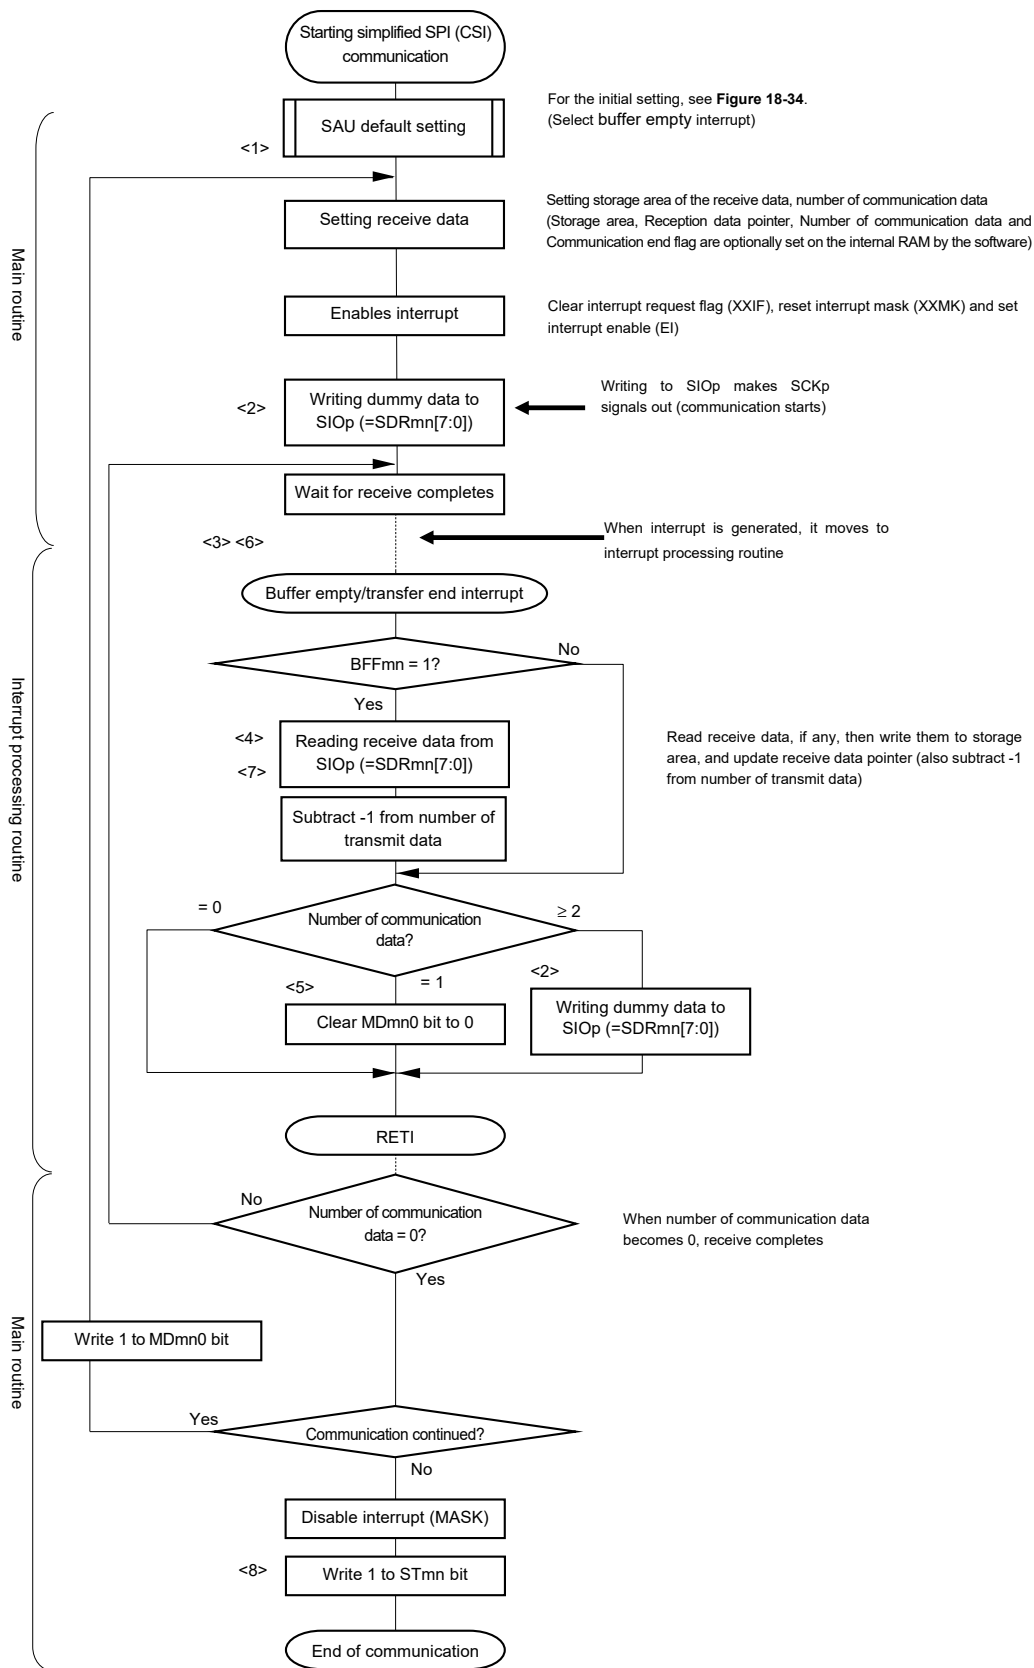 Starting simplified SPI (CSI)
communication
For the initial setting, see Figure 18-34.
(Select buffer empty interrupt)
SAU default setting
<1>
Main routine
Setting storage area of the receive data, number of communication data
(Storage area, Reception data pointer, Number of communication data and
Communication end flag are optionally set on the internal RAM by the software)
Setting receive data
Enables interrupt
Clear interrupt request flag (XXIF), reset interrupt mask (XXMK) and set
interrupt enable (EI)
<2>
Writing dummy data to
SIOp (=SDRmn[7:0])
Writing to SIOp makes SCKp
signals out (communication starts)
Wait for receive completes
<3> <6>
When interrupt is generated, it moves to
interrupt processing routine
Interrupt processing routine
Buffer empty/transfer end interrupt
BFFmn = 1?
No
Yes
<4>
<7>
Reading receive data from
SIOp (=SDRmn[7:0])
Read receive data, if any, then write them to storage
area, and update receive data pointer (also subtract -1
from number of transmit data)
Subtract -1 from number of
transmit data
= 0
Number of communication
data?
≥ 2
= 1
<5>
Clear MDmn0 bit to 0
<2>
Writing dummy data to
SIOp (=SDRmn[7:0])
RETI
Main routine
No
Number of communication
data = 0?
When number of communication data
becomes 0, receive completes
Yes
Write 1 to MDmn0 bit
Yes
Communication continued?
No
Disable interrupt (MASK)
<8>
Write 1 to STmn bit
End of communication